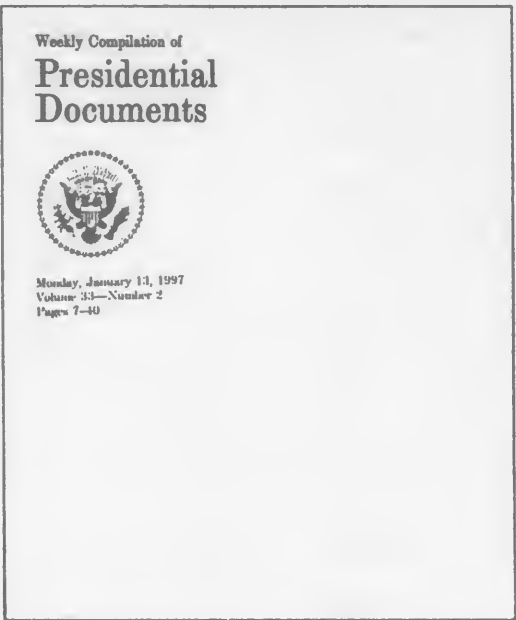 Weekly Compilation of
Presidential
Documents
Monday, January 13, 1997
Volume 33—Number 2
Pages 7–40